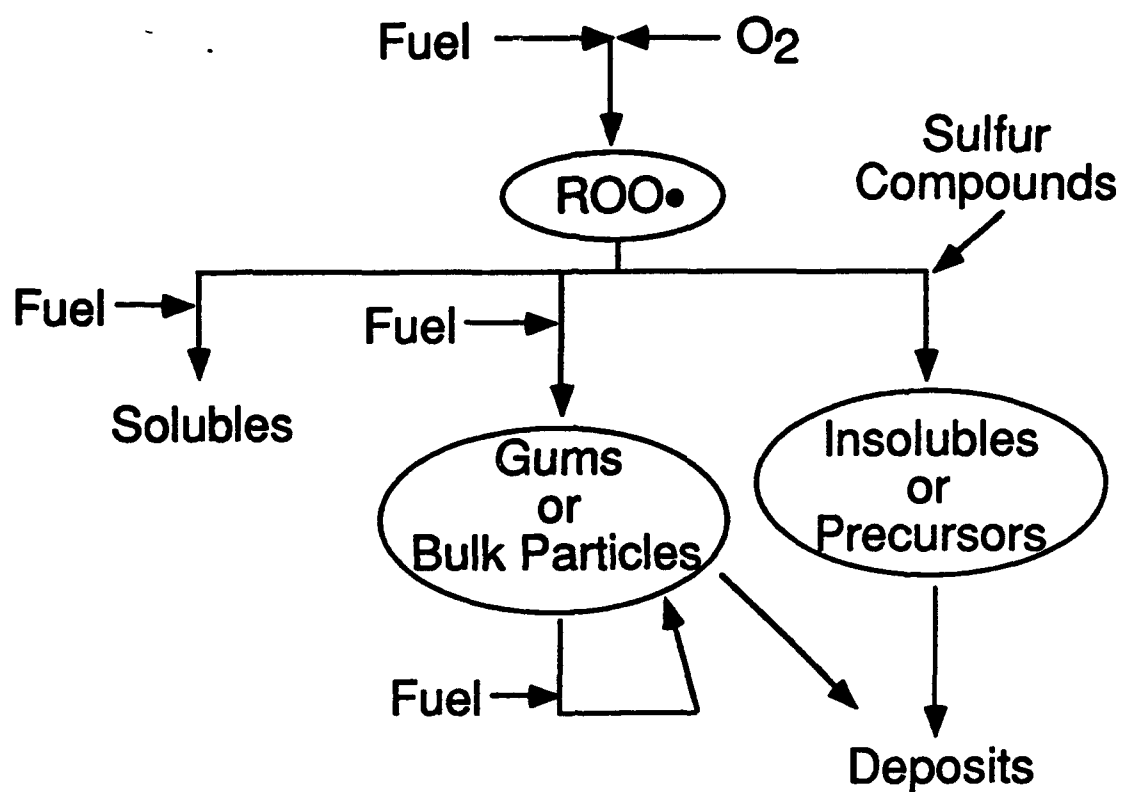 Fuel
O2
Sulfur
Compounds
ROO•
Fuel
Fuel
Solubles
Gums
or
Bulk Particles
Insolubles
or
Precursors
Fuel
Deposits